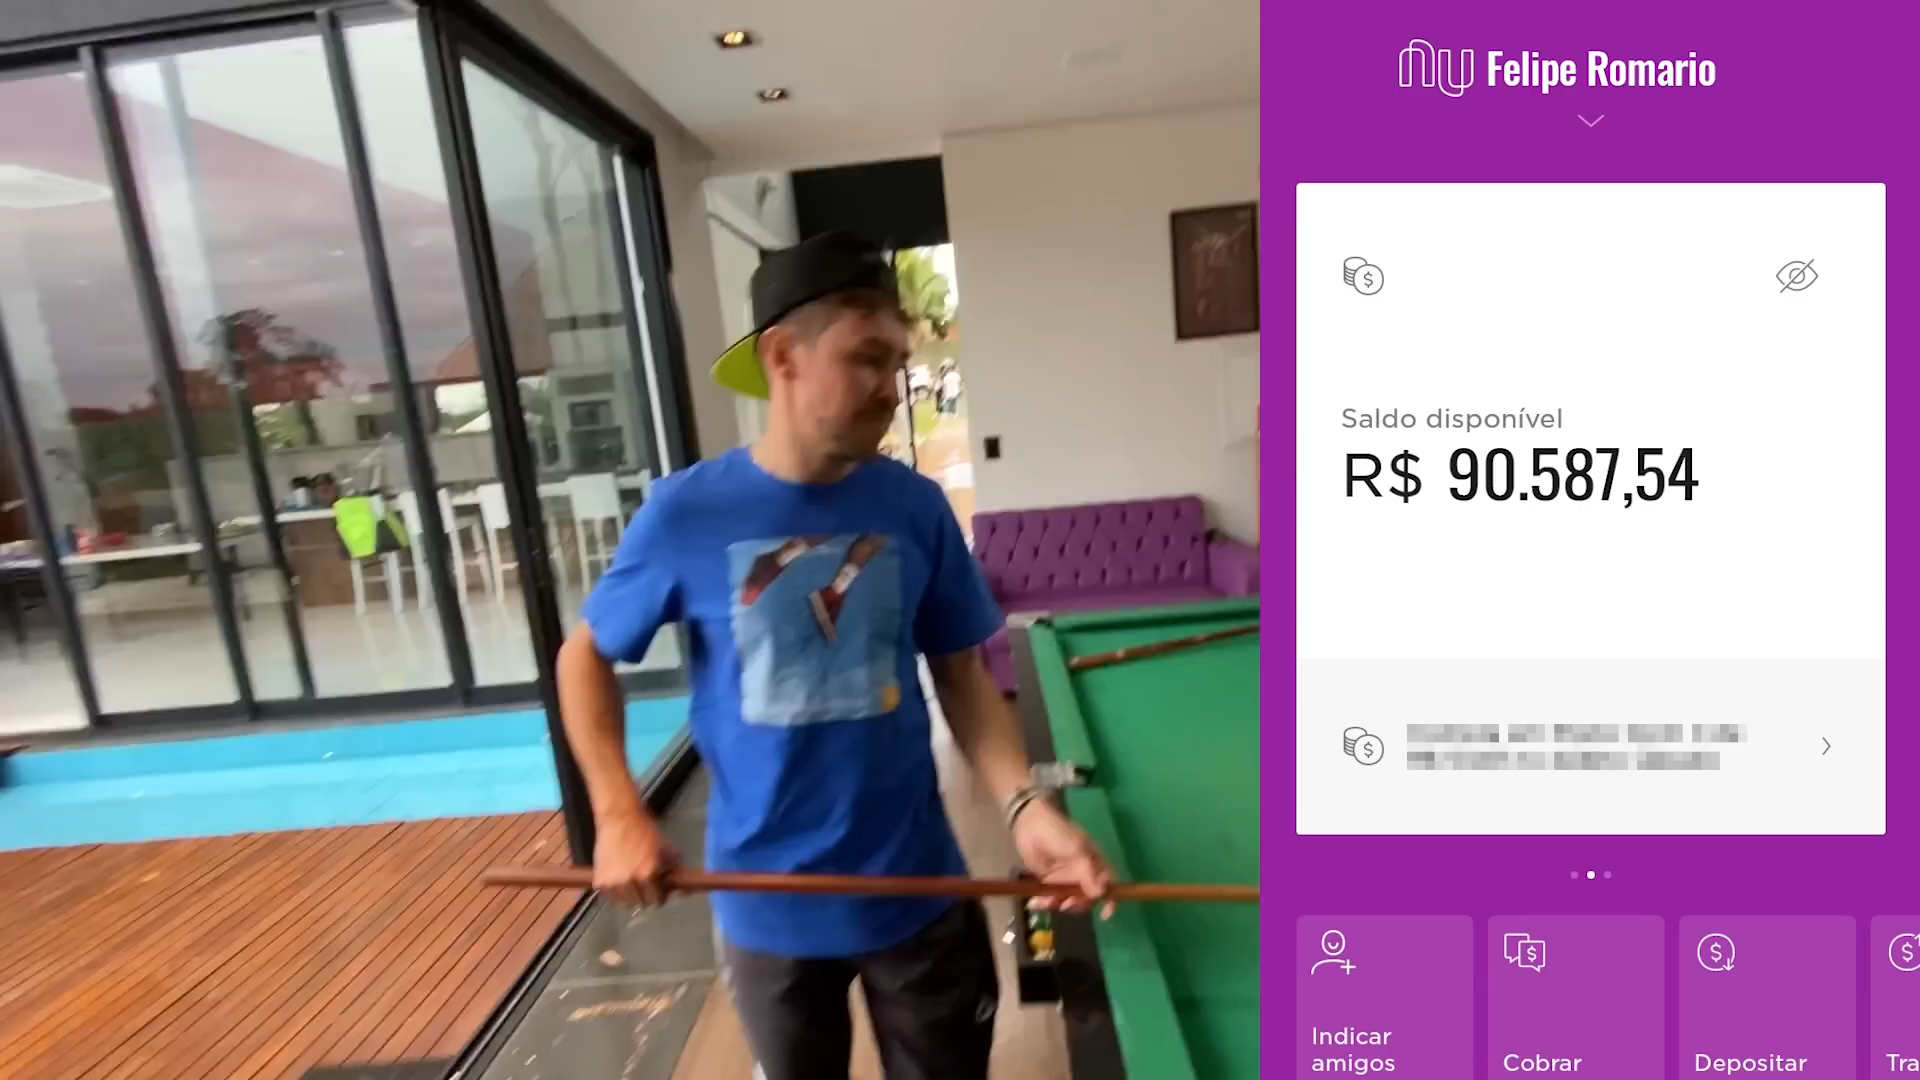 nu Felipe Romario
Saldo disponível
R$ 90.587,54
Indicar
amigos
Cobrar
Depositar
Tra